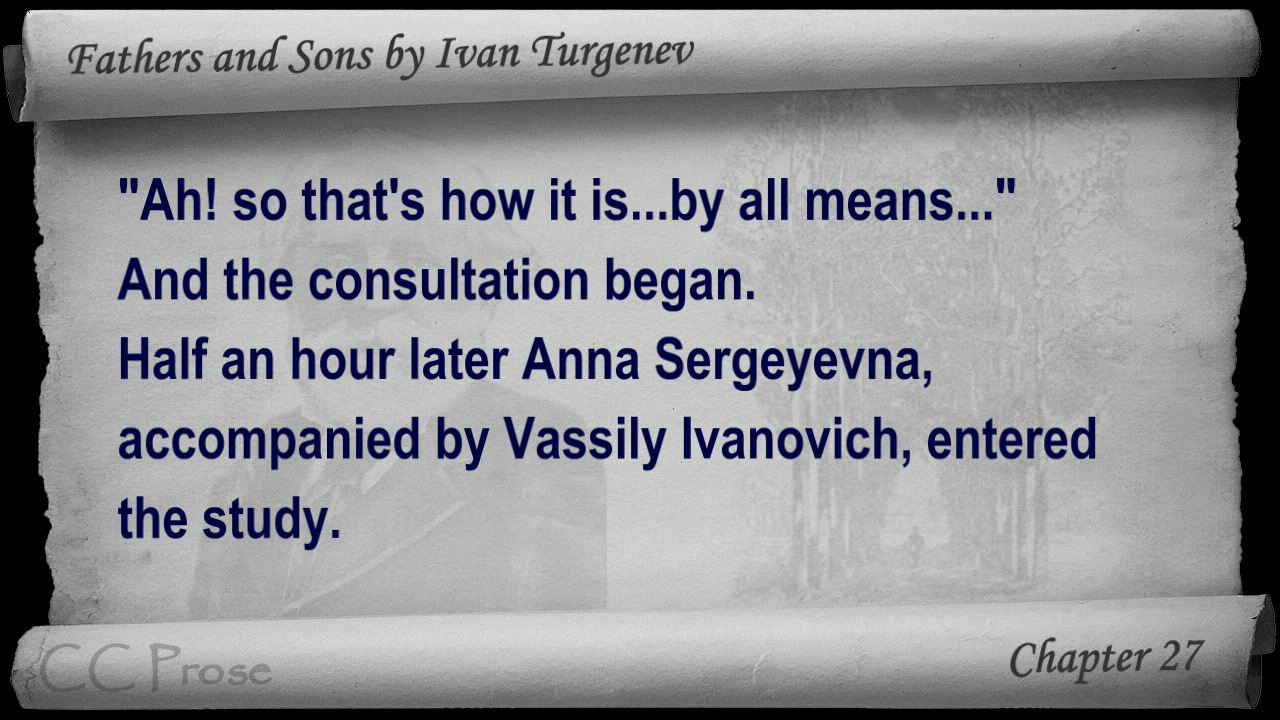 Fathers and Sons by Ivan Turgenev
"Ah! so that's how it is...by all means..."
And the consultation began.
Half an hour later Anna Sergeyevna,
accompanied by Vassily Ivanovich, entered
the study.
CC Prose
Chapter 27